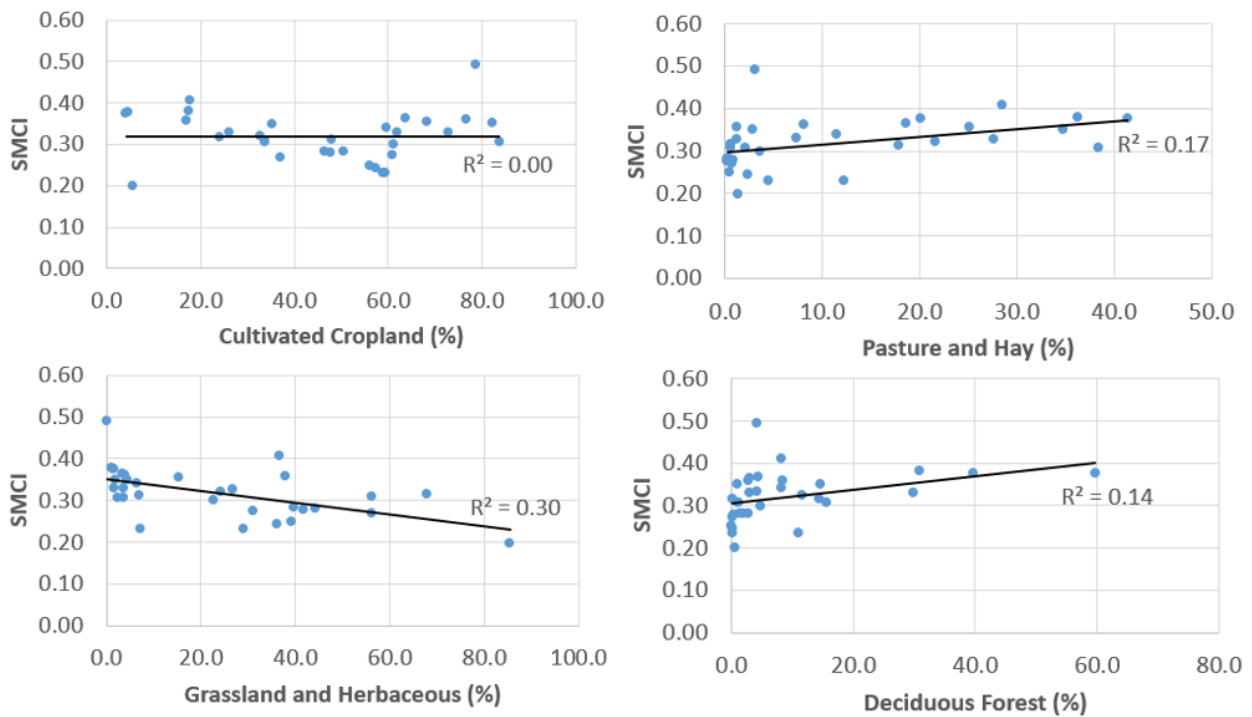 0.60
0.50
0.40
0.30
0.20
0.10
0.00
SMCI
R² = 0.00
0.0 20.0 40.0 60.0 80.0 100.0
Cultivated Cropland (%)
0.60
0.50
0.40
0.30
0.20
0.10
0.00
SMCI
R² = 0.17
0.0 10.0 20.0 30.0 40.0 50.0
Pasture and Hay (%)
0.60
0.50
0.40
0.30
0.20
0.10
0.00
SMCI
R² = 0.30
0.0 20.0 40.0 60.0 80.0 100.0
Grassland and Herbaceous (%)
0.60
0.50
0.40
0.30
0.20
0.10
0.00
SMCI
R² = 0.14
0.0 20.0 40.0 60.0 80.0
Deciduous Forest (%)